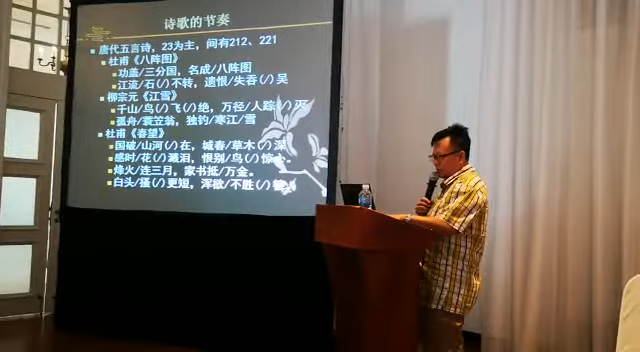 诗歌的节奏
唐代五言诗，23为主，间有212、221
杜甫《八阵图》
功盖/三分国，名成/八阵图
江流/石(/)不转，遗恨/失吞(/)吴
柳宗元《江雪》
千山/鸟(/)飞(/)绝，万径/人踪(/)灭
孤舟/蓑笠翁，独钓/寒江/雪
杜甫《春望》
国破/山河(/)在，城春/草木(/)深
感时/花(/)溅泪，恨别/鸟(/)惊心。
烽火/连三月，家书抵/万金。
白头/搔(/)更短，浑欲/不胜(/)